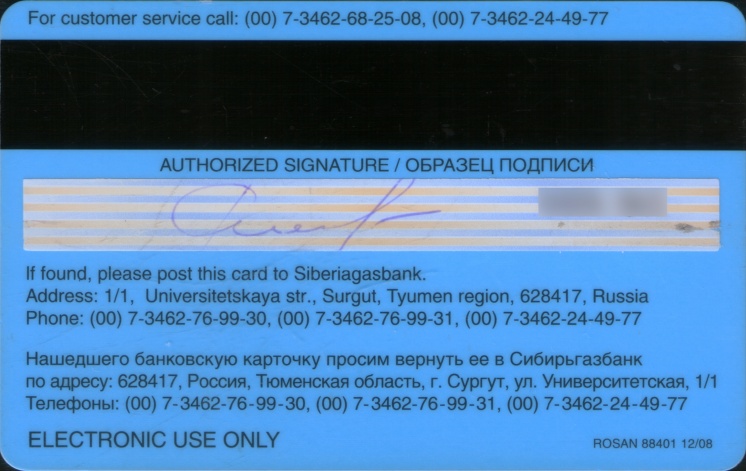 For customer service call: (00) 7-3462-68-25-08, (00) 7-3462-24-49-77
AUTHORIZED SIGNATURE / ОБРАЗЕЦ ПОДПИСИ
If found, please post this card to Siberiagasbank.
Address: 1/1, Universitetskaya str., Surgut, Tyumen region, 628417, Russia
Phone: (00) 7-3462-76-99-30, (00) 7-3462-76-99-31, (00) 7-3462-24-49-77
Нашедшего банковскую карточку просим вернуть ее в Сибирьгазбанк
по адресу: 628417, Россия, Тюменская область, г. Сургут, ул. Университетская, 1/1
Телефоны: (00) 7-3462-76-99-30, (00) 7-3462-76-99-31, (00) 7-3462-24-49-77
ELECTRONIC USE ONLY
ROSAN 88401 12/08